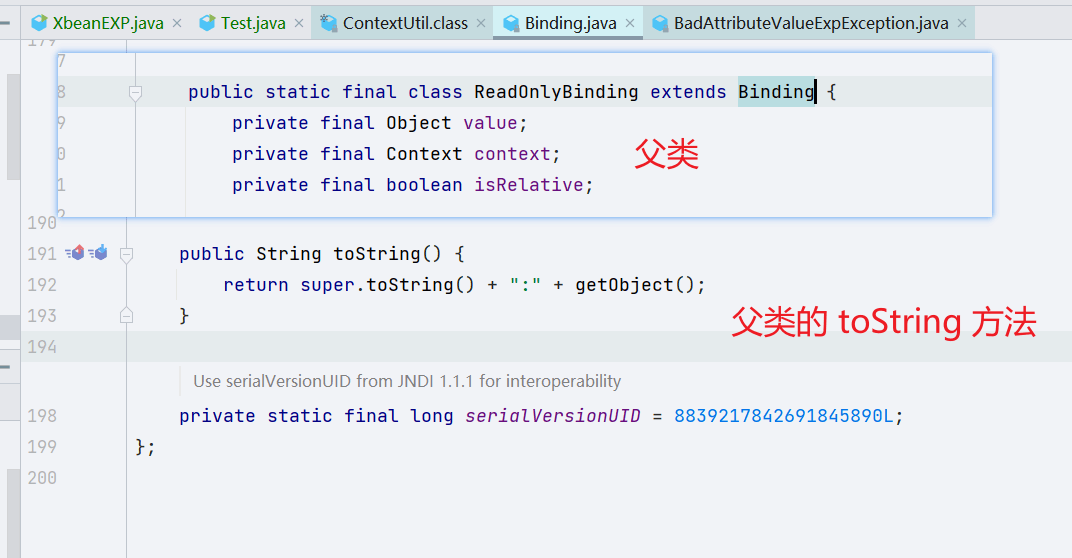 XbeanEXP.java × Test.java × ContextUtil.class × Binding.java × BadAttributeValueExpException.java ×
7
8 public static final class ReadOnlyBinding extends Binding {
9 private final Object value;
0 private final Context context;
1 private final boolean isRelative;
父类
190
191 public String toString() {
192 return super.toString() + ":" + getObject();
193 }
父类的 toString 方法
194
Use serialVersionUID from JNDI 1.1.1 for interoperability
198 private static final long serialVersionUID = 8839217842691845890L;
199 };
200